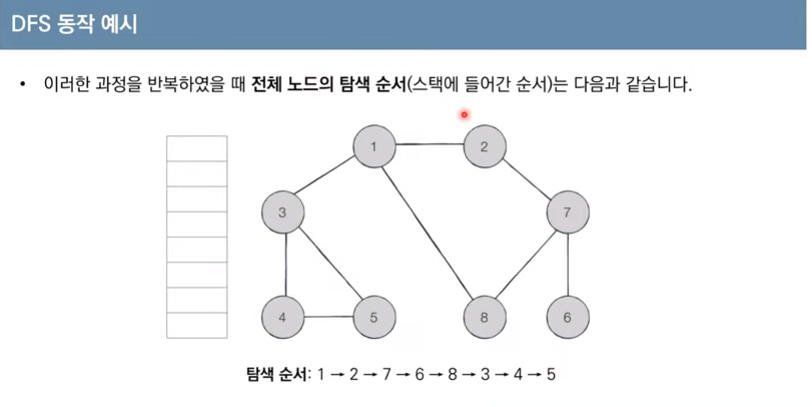 DFS 동작 예시
• 이러한 과정을 반복하였을 때 전체 노드의 탐색 순서(스택에 들어간 순서)는 다음과 같습니다.
1
2
3
7
4
5
8
6
탐색 순서: 1 → 2 → 7 → 6 → 8 → 3 → 4 → 5